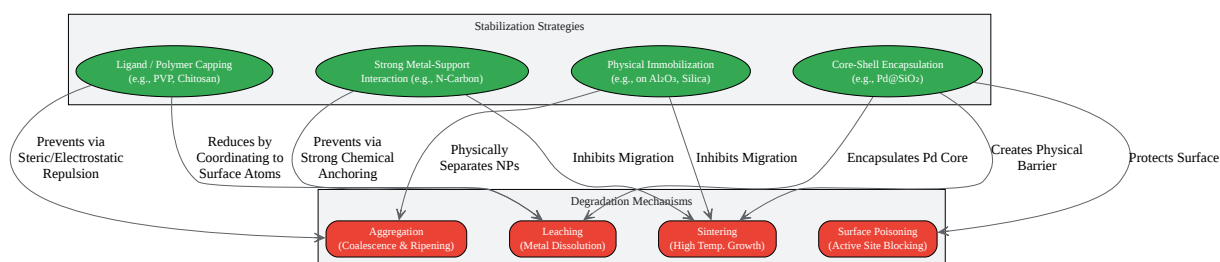 Stabilization Strategies
Ligand / Polymer Capping
(e.g., PVP, Chitosan)
Strong Metal-Support
Interaction (e.g., N-Carbon)
Physical Immobilization
(e.g., on Al₂O₃, Silica)
Core-Shell Encapsulation
(e.g., Pd@SiO₂)
Prevents via
Steric/Electrostatic
Repulsion
Reduces by
Coordinating to
Surface Atoms
Prevents via
Strong Chemical
Anchoring
Physically
Separates NPs
Inhibits Migration
Inhibits Migration
Encapsulates Pd Core
Creates Physical
Barrier
Protects Surface
Degradation Mechanisms
Aggregation
(Coalescence & Ripening)
Leaching
(Metal Dissolution)
Sintering
(High Temp. Growth)
Surface Poisoning
(Active Site Blocking)